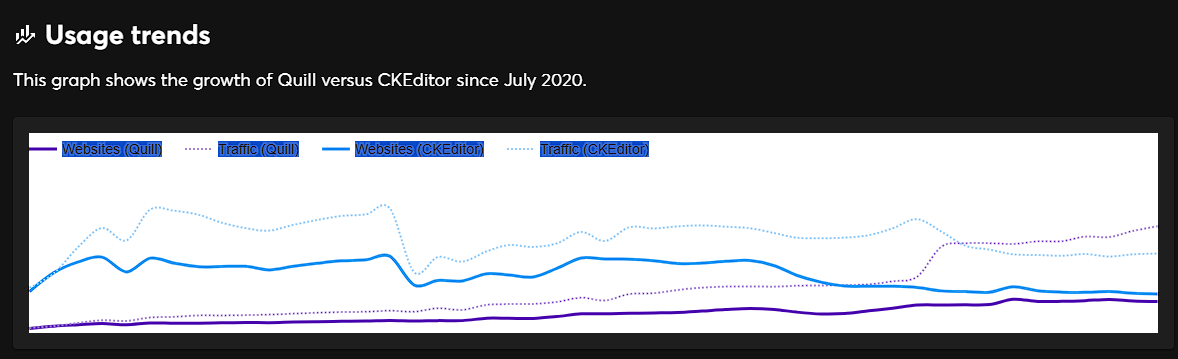 Usage trends
This graph shows the growth of Quill versus CKEditor since July 2020.
Websites (Quill) Traffic (Quill) Websites (CKEditor) Traffic (CKEditor)